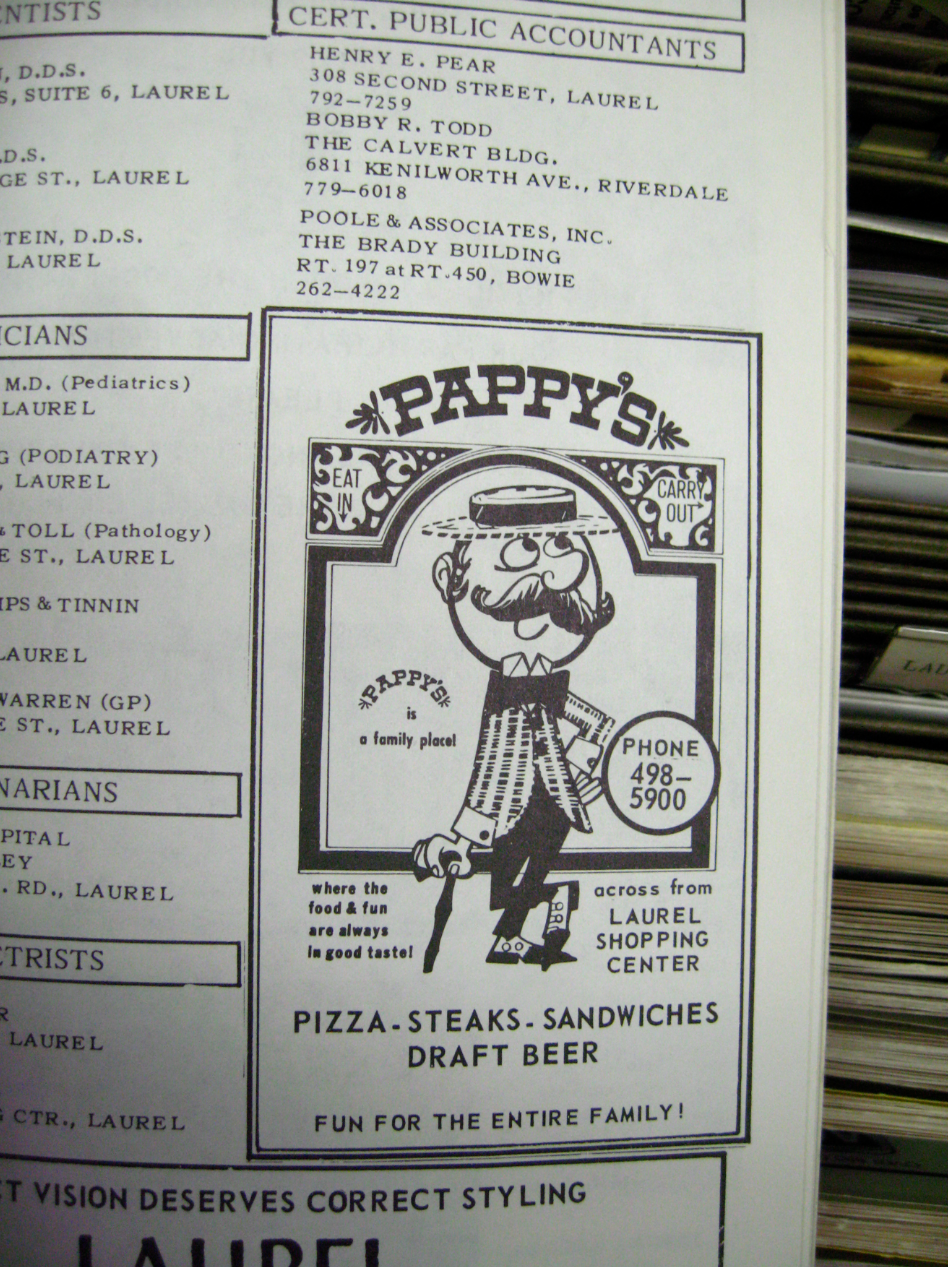 ENTISTS
, D.D.S.
S, SUITE 6, LAUREL
.D.S.
GE ST., LAUREL
TEIN, D.D.S.
LAUREL
ICIANS
M.D. (Pediatrics)
LAUREL
G (PODIATRY)
, LAUREL
& TOLL (Pathology)
E ST., LAUREL
IPS & TINNIN
LAUREL
WARREN (GP)
E ST., LAUREL
NARIANS
PITAL
LEY
. RD., LAUREL
TRISTS
R
LAUREL
G CTR., LAUREL
CERT. PUBLIC ACCOUNTANTS
HENRY E. PEAR
308 SECOND STREET, LAUREL
792-7259
BOBBY R. TODD
THE CALVERT BLDG.
6811 KENILWORTH AVE., RIVERDALE
779-6018
POOLE & ASSOCIATES, INC.
THE BRADY BUILDING
RT. 197 at RT. 450, BOWIE
262-4222
PAPPY'S
EAT
IN
CARRY
OUT
PAPPY'S
is
a family place!
PHONE
498-
5900
where the
food & fun
are always
in good taste!
across from
LAUREL
SHOPPING
CENTER
PIZZA - STEAKS - SANDWICHES
DRAFT BEER
FUN FOR THE ENTIRE FAMILY!
T VISION DESERVES CORRECT STYLING
LAUREL